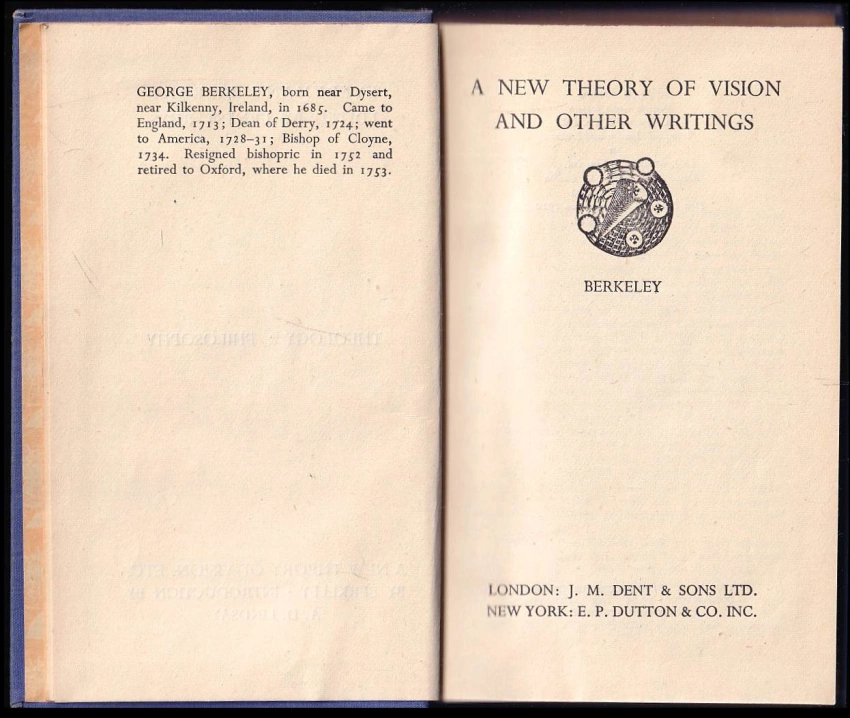 GEORGE BERKELEY, born near Dysert,
near Kilkenny, Ireland, in 1685. Came to
England, 1713; Dean of Derry, 1724; went
to America, 1728–31; Bishop of Cloyne,
1734. Resigned bishopric in 1752 and
retired to Oxford, where he died in 1753.
THEOLOGY & PHILOSOPHY
A NEW THEORY OF VISION
AND OTHER WRITINGS
BERKELEY
LONDON: J. M. DENT & SONS LTD.
NEW YORK: E. P. DUTTON & CO. INC.